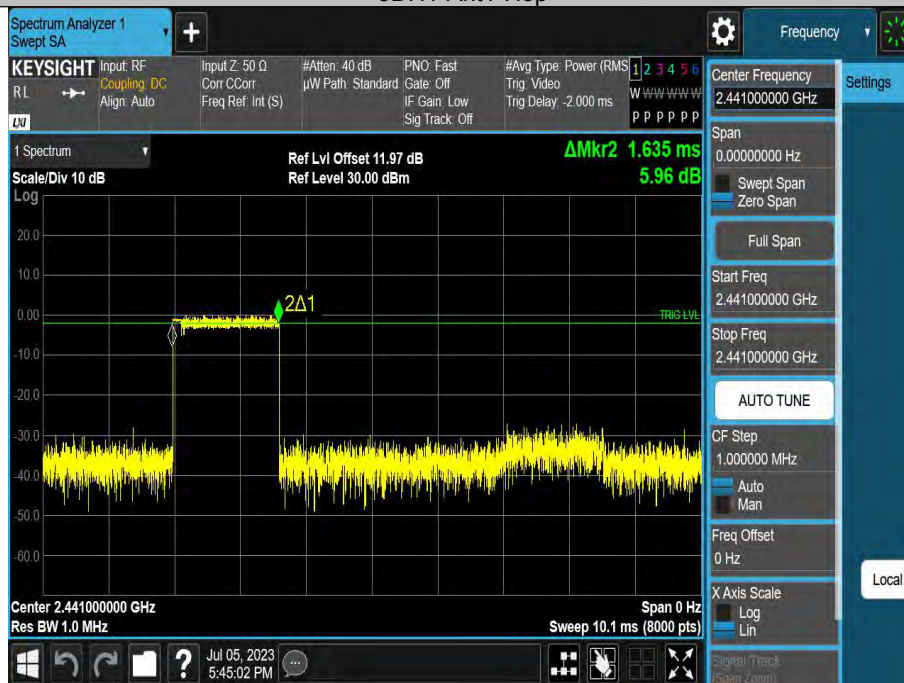 Spectrum Analyzer 1
Swept SA
+
Frequency
KEYSIGHT
RL
LXI
Input: RF
Coupling: DC
Align: Auto
Input Z: 50 Ω
Corr CCorr
Freq Ref: Int (S)
#Atten: 40 dB
µW Path: Standard
PNO: Fast
Gate: Off
IF Gain: Low
Sig Track: Off
#Avg Type: Power (RMS
Trig: Video
Trig Delay: -2.000 ms
1 2 3 4 5 6
W W W W W W
P P P P P P
Center Frequency
2.441000000 GHz
Settings
1 Spectrum
Scale/Div 10 dB
Log
Ref Lvl Offset 11.97 dB
Ref Level 30.00 dBm
ΔMkr2 1.635 ms
5.96 dB
Span
0.00000000 Hz
Swept Span
Zero Span
Full Span
Start Freq
2.441000000 GHz
Stop Freq
2.441000000 GHz
AUTO TUNE
CF Step
1.000000 MHz
Auto
Man
Freq Offset
0 Hz
X Axis Scale
Log
Lin
Signal Track
(Span Zoom)
Local
20.0
10.0
0.00
-10.0
-20.0
-30.0
-40.0
-50.0
-60.0
2Δ1
TRIG LVL
Center 2.441000000 GHz
Res BW 1.0 MHz
Span 0 Hz
Sweep 10.1 ms (8000 pts)
?
Jul 05, 2023
5:45:02 PM